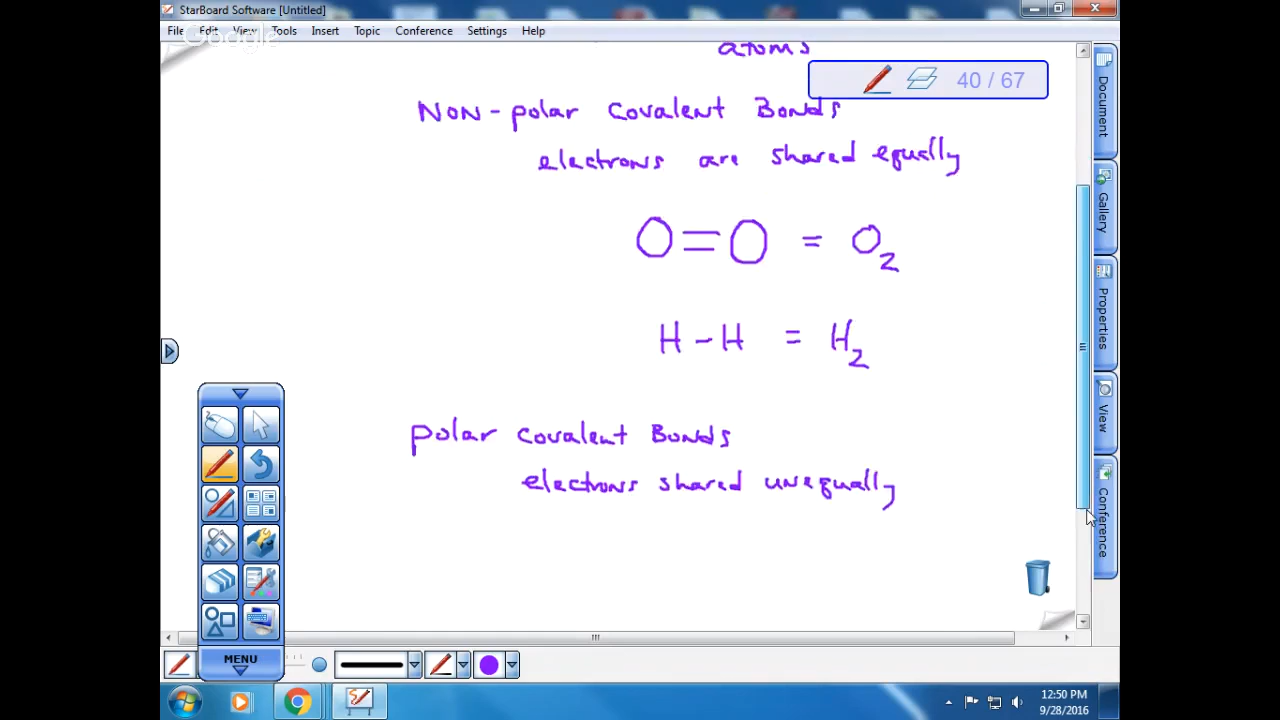 StarBoard Software [Untitled]
File Edit View Tools Insert Topic Conference Settings Help
Google
atoms
40 / 67
Non-polar Covalent Bonds
electrons are shared equally
O=O = O2
H-H = H2
polar covalent Bonds
electrons shared unequally
Document
Gallery
Properties
View
Conference
MENU
12:50 PM
9/28/2016